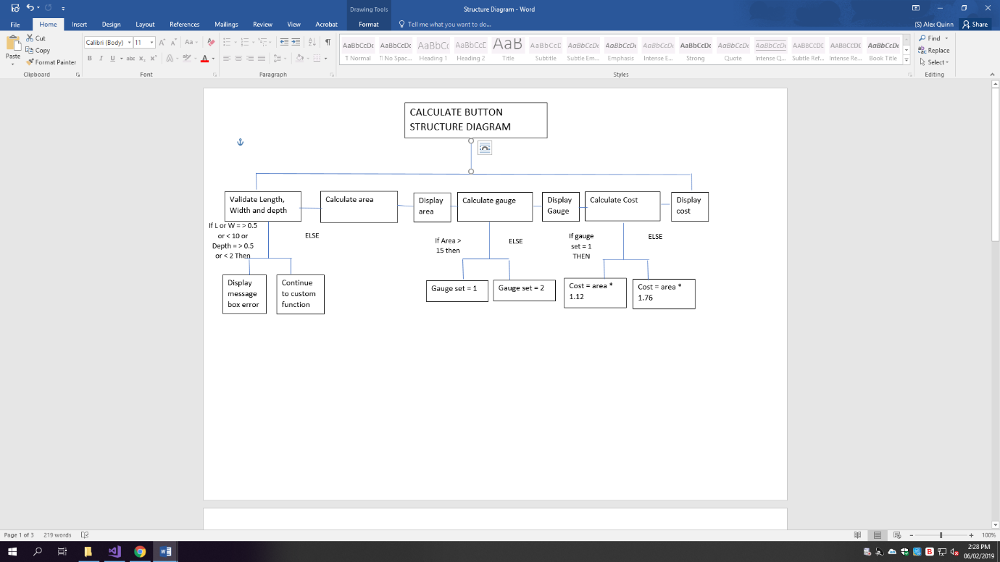 Drawing Tools
Structure Diagram - Word
File Home Insert Design Layout References Mailings Review View Acrobat Format Tell me what you want to do... (S) Alex Quinn Share
Paste
Cut
Copy
Format Painter
Calibri (Body) 11
Find
Replace
Select
AaBbCcDc AaBbCcDc AaBbCc AaBbCcD AaB AaBbCcD AaBbCcDc AaBbCcDc AaBbCcDc AaBbCcDc AaBbCcDc AaBbCcDc AaBbCcDc AaBbCcDc AaBbCcDc
¶ Normal ¶ No Spac... Heading 1 Heading 2 Title Subtitle Subtle Em... Emphasis Intense E... Strong Quote Intense Q... Subtle Ref... Intense Re... Book Title
Clipboard Font Paragraph Styles Editing
CALCULATE BUTTON
STRUCTURE DIAGRAM
Validate Length,
Width and depth
Calculate area
Display
area
Calculate gauge
Display
Gauge
Calculate Cost
Display
cost
If L or W = > 0.5
or < 10 or
Depth = > 0.5
or < 2 Then
ELSE
If Area >
15 then
ELSE
If gauge
set = 1
THEN
ELSE
Display
message
box error
Continue
to custom
function
Gauge set = 1
Gauge set = 2
Cost = area *
1.12
Cost = area *
1.76
Page 1 of 3 219 words
100%
2:28 PM
06/02/2019